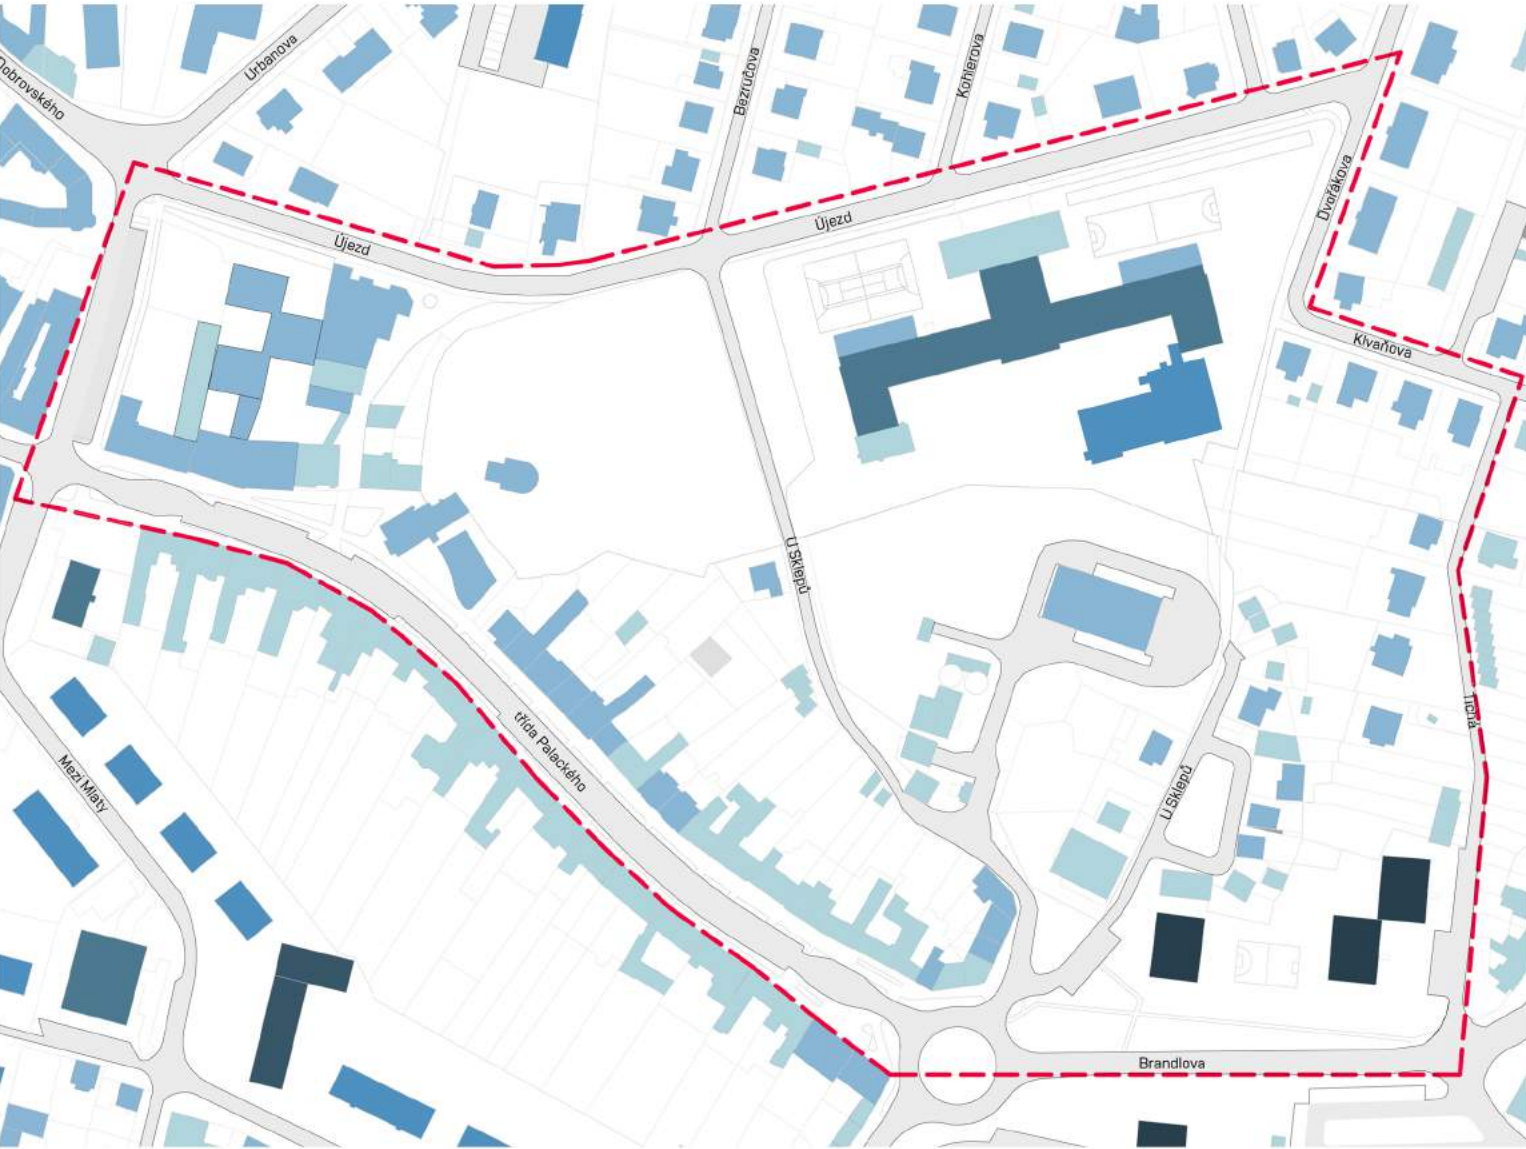 Dobrovského
Urbanova
Bezručova
Kohlerova
Dvořákova
Újezd
Újezd
Klvaňova
U Sklepů
Tichá
třída Palackého
Mezi Mlaty
U Sklepů
Brandlova